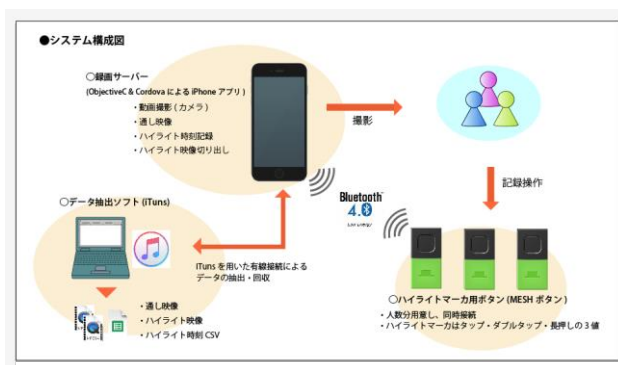 ●システム構成図
○録画サーバー
(ObjectiveC & Cordova による iPhone アプリ)
・動画撮影(カメラ)
・通し映像
・ハイライト時刻記録
・ハイライト映像切り出し
撮影
記録操作
Bluetooth
4.0
○データ抽出ソフト (iTuns)
iTuns を用いた有線接続による
データの抽出・回収
・通し映像
・ハイライト映像
・ハイライト時刻 CSV
○ハイライトマーカ用ボタン (MESH ボタン)
・人数分用意し、同時接続
・ハイライトマーカはタップ・ダブルタップ・長押しの 3 値